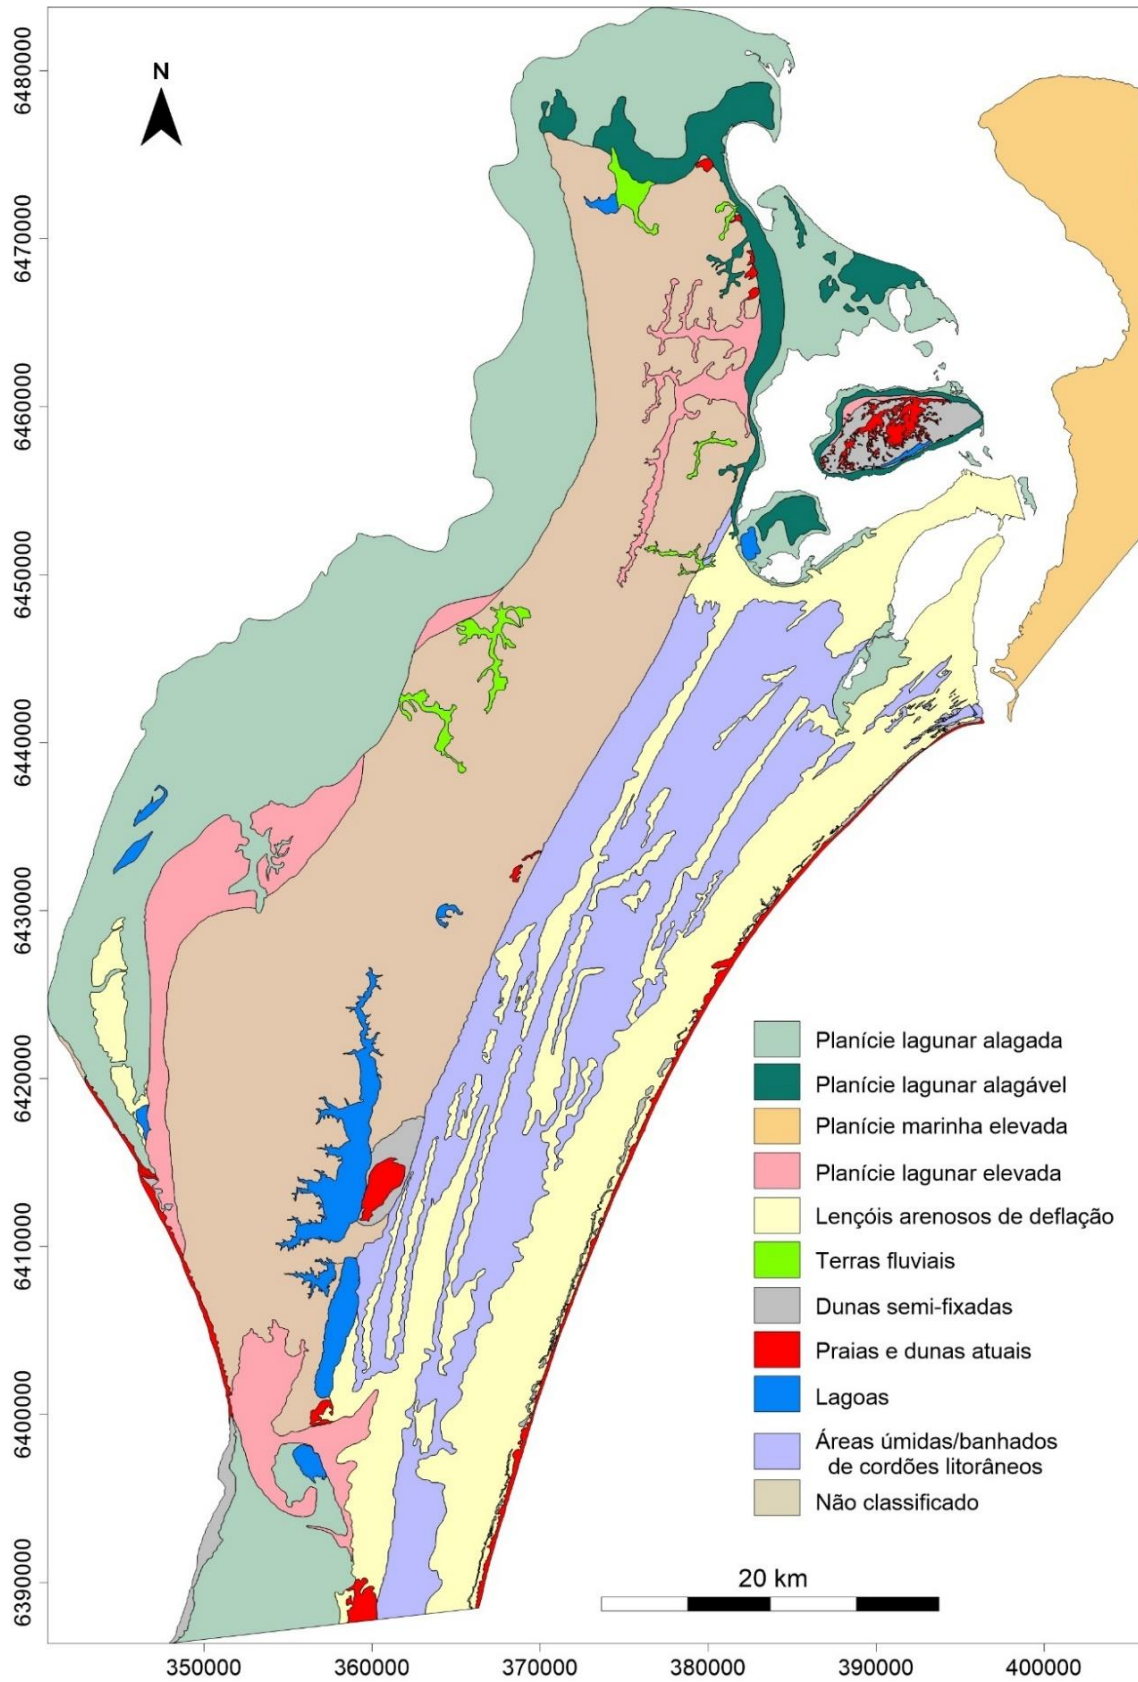 N
6480000
6470000
6460000
6450000
6440000
6430000
6420000
6410000
6400000
6390000
Planície lagunar alagada
Planície lagunar alagável
Planície marinha elevada
Planície lagunar elevada
Lençóis arenosos de deflação
Terras fluviais
Dunas semi-fixadas
Praias e dunas atuais
Lagoas
Áreas úmidas/banhados
de cordões litorâneos
Não classificado
20 km
350000
360000
370000
380000
390000
400000